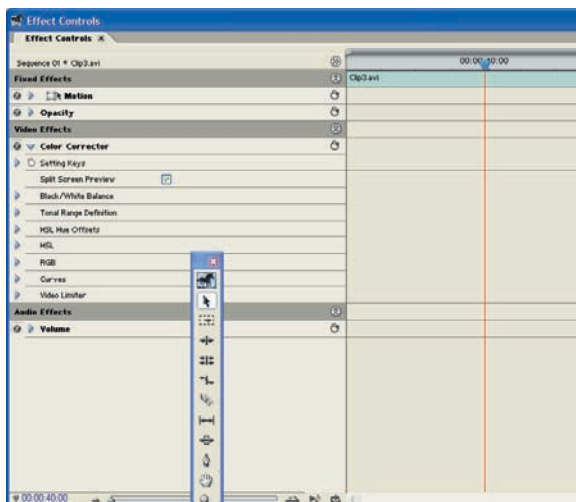 Effect Controls
Effect Controls x
Sequence 01 * Clip3.avi
00:00:40:00
Fixed Effects
Clip3.avi
Motion
Opacity
Video Effects
Color Corrector
Setting Keys
Split Screen Preview
Black/White Balance
Tonal Range Definition
HSL Hue Offsets
HSL
RGB
Curves
Video Limiter
Audio Effects
Volume
00:00:40:00